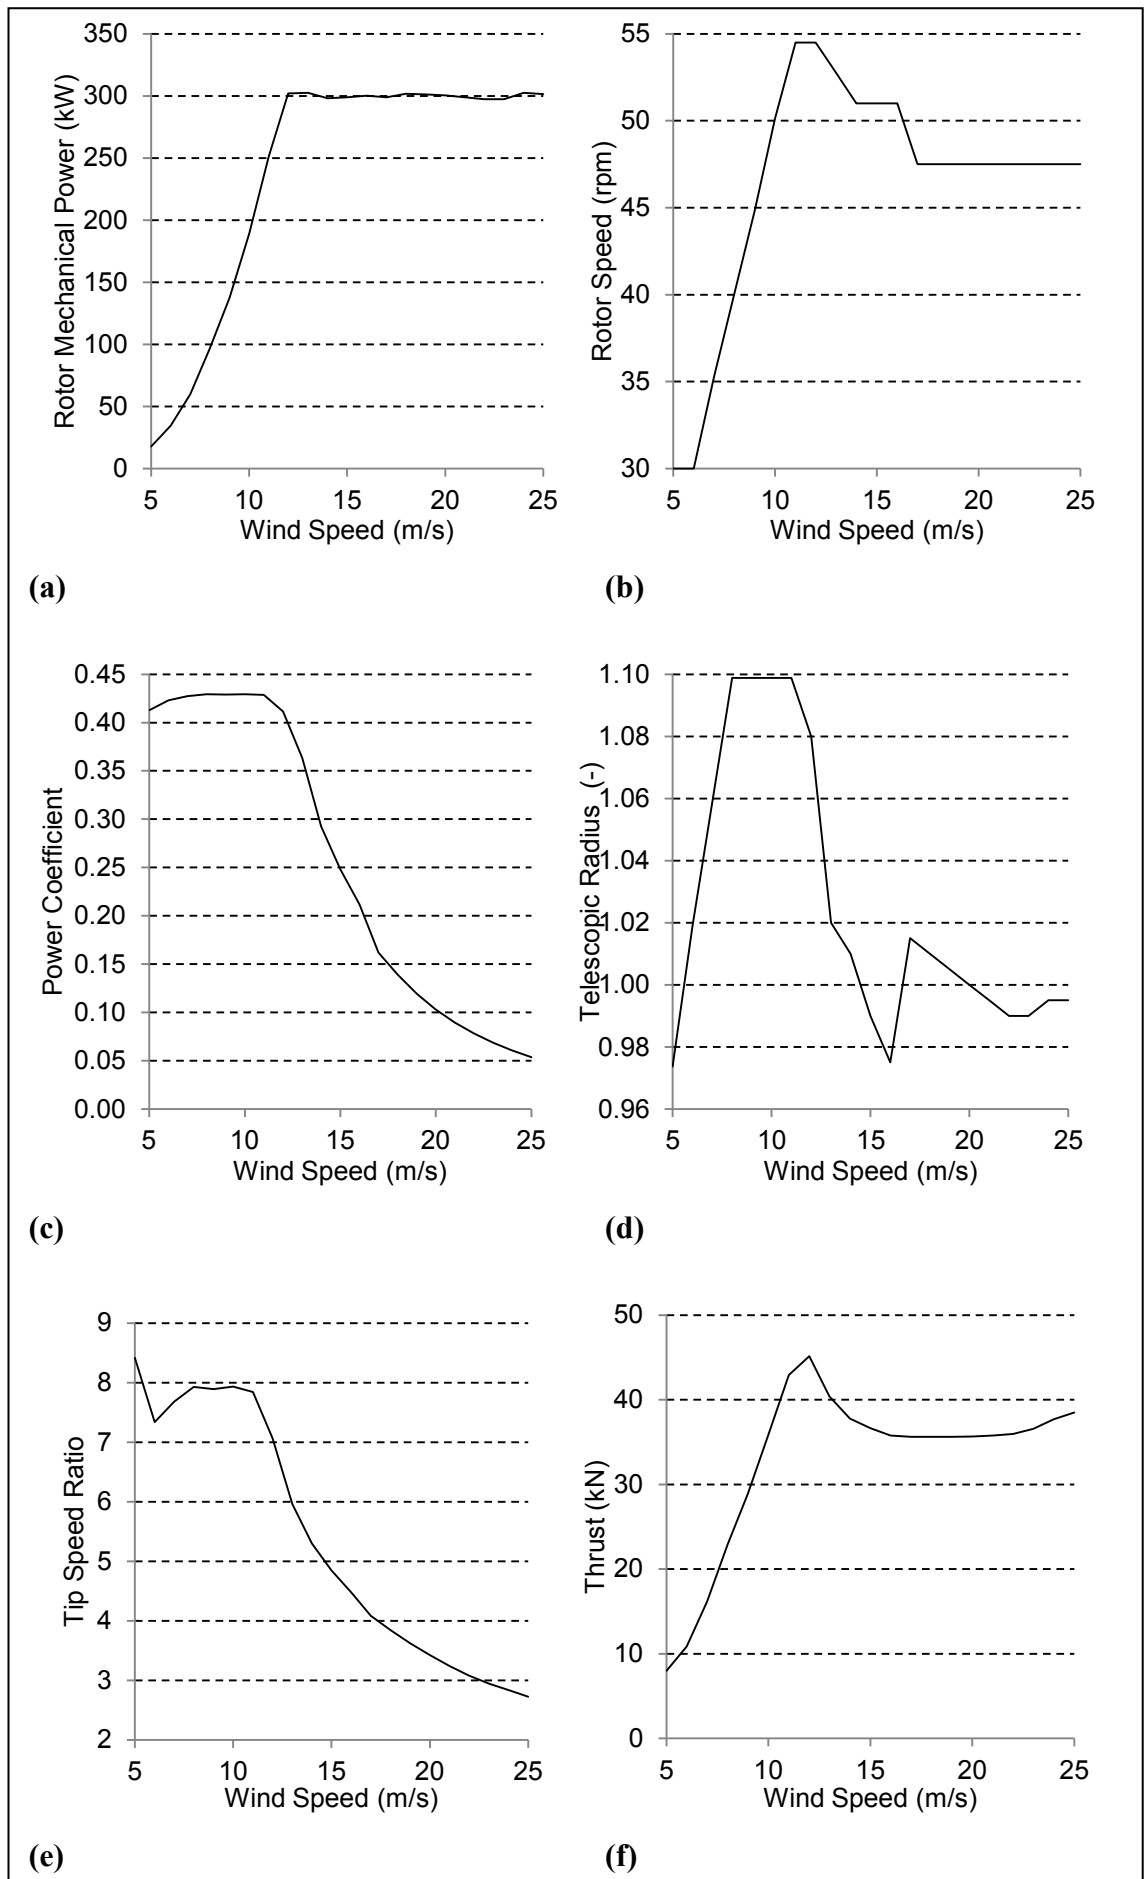 Rotor Mechanical Power (kW)
350
300
250
200
150
100
50
0
5 10 15 20 25
Wind Speed (m/s)
(a)
Rotor Speed (rpm)
55
50
45
40
35
30
5 10 15 20 25
Wind Speed (m/s)
(b)
Power Coefficient
0.45
0.40
0.35
0.30
0.25
0.20
0.15
0.10
0.05
0.00
5 10 15 20 25
Wind Speed (m/s)
(c)
Telescopic Radius (-)
1.10
1.08
1.06
1.04
1.02
1.00
0.98
0.96
5 10 15 20 25
Wind Speed (m/s)
(d)
Tip Speed Ratio
9
8
7
6
5
4
3
2
5 10 15 20 25
Wind Speed (m/s)
(e)
Thrust (kN)
50
40
30
20
10
0
5 10 15 20 25
Wind Speed (m/s)
(f)